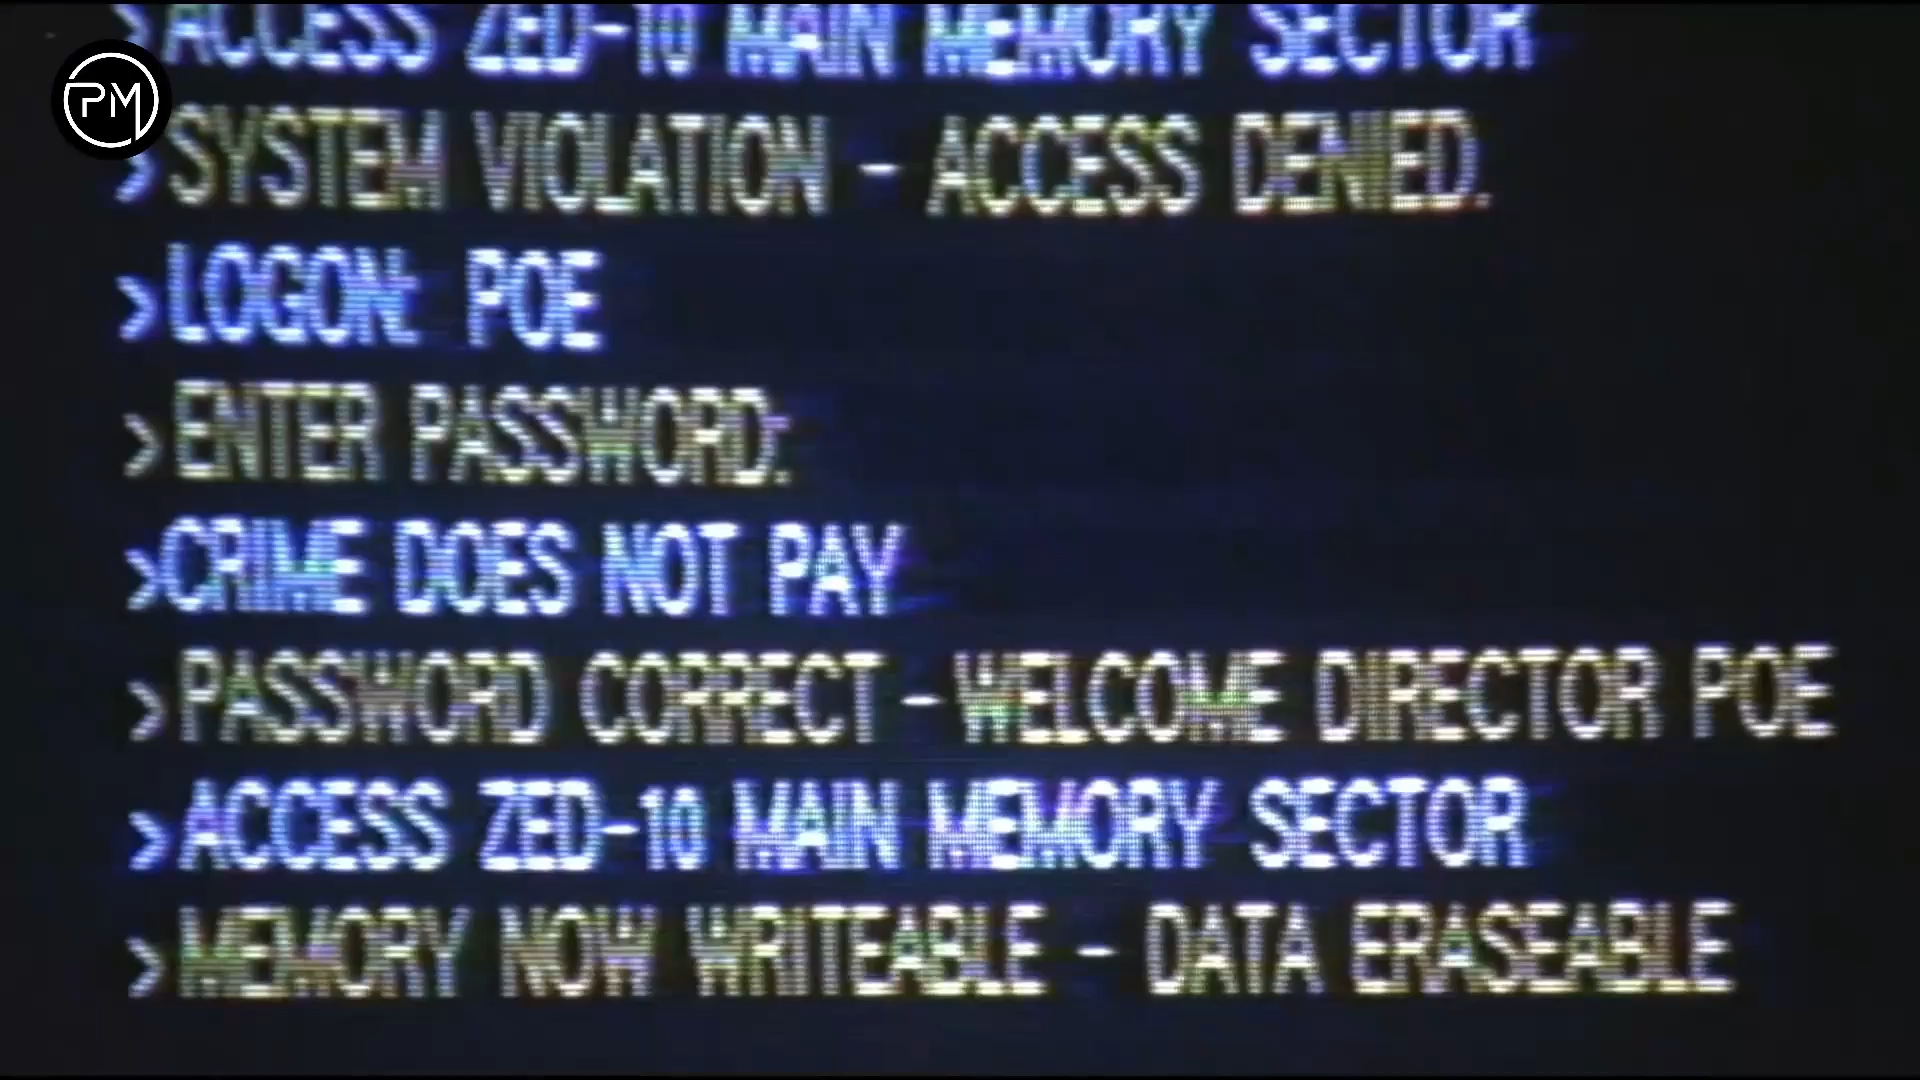 >ACCESS ZED-10 MAIN MEMORY SECTOR
PM
>SYSTEM VIOLATION - ACCESS DENIED.
>LOGON: POE
>ENTER PASSWORD:
>CRIME DOES NOT PAY
>PASSWORD CORRECT - WELCOME DIRECTOR POE
>ACCESS ZED-10 MAIN MEMORY SECTOR
>MEMORY NOW WRITEABLE - DATA ERASEABLE